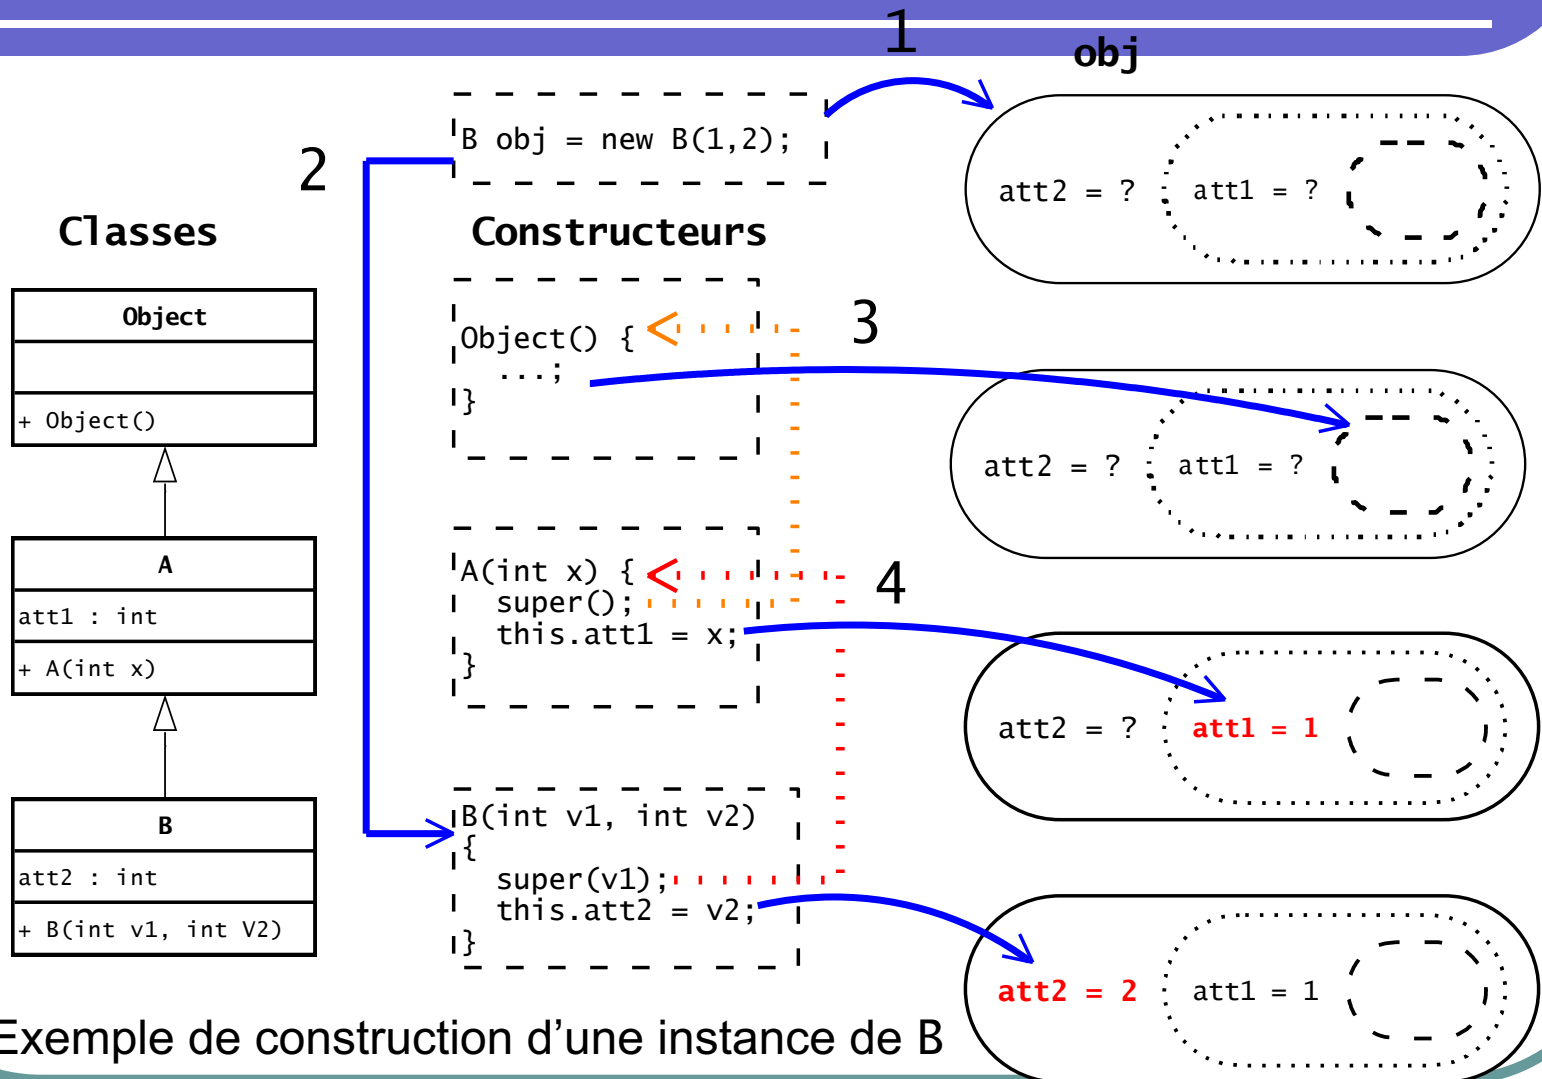 1
obj
B obj = new B(1,2);
2
att2 = ?
att1 = ?
Classes
Constructeurs
Object
+ Object()
Object() {
...;
}
3
att2 = ?
att1 = ?
A
att1 : int
+ A(int x)
A(int x) {
super();
this.att1 = x;
}
4
att2 = ?
att1 = 1
B
att2 : int
+ B(int v1, int V2)
B(int v1, int v2)
{
super(v1);
this.att2 = v2;
}
att2 = 2
att1 = 1
Exemple de construction d’une instance de B